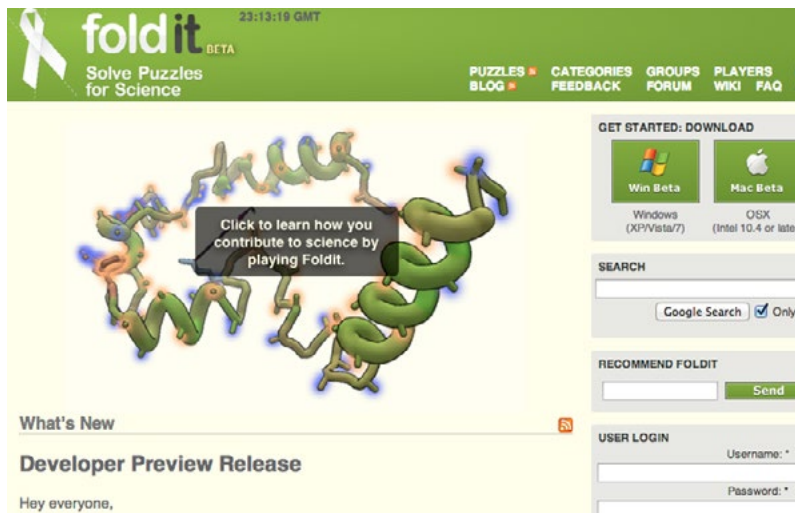 23:13:19 GMT
foldit BETA
Solve Puzzles
for Science
PUZZLES CATEGORIES GROUPS PLAYERS
BLOG FEEDBACK FORUM WIKI FAQ
Click to learn how you
contribute to science by
playing Foldit.
GET STARTED: DOWNLOAD
Win Beta
Mac Beta
Windows
(XP/Vista/7)
OSX
(Intel 10.4 or late
SEARCH
Google Search
Only
RECOMMEND FOLDIT
Send
USER LOGIN
Username: *
Password: *
What's New
Developer Preview Release
Hey everyone,